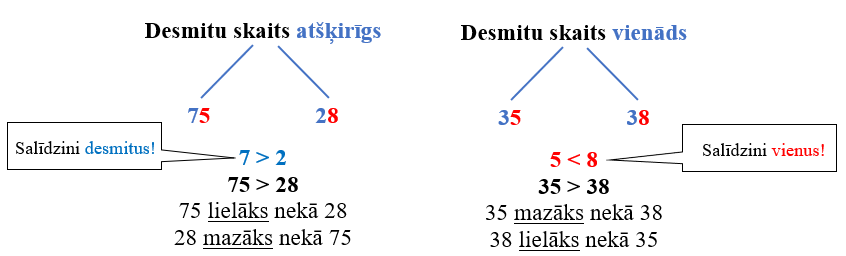 Desmitu skaits atšķirīgs
75 28
Salīdzini desmitus!
7 > 2
75 > 28
75 lielāks nekā 28
28 mazāks nekā 75
Desmitu skaits vienāds
35 38
Salīdzini vienus!
5 < 8
35 > 38
35 mazāks nekā 38
38 lielāks nekā 35